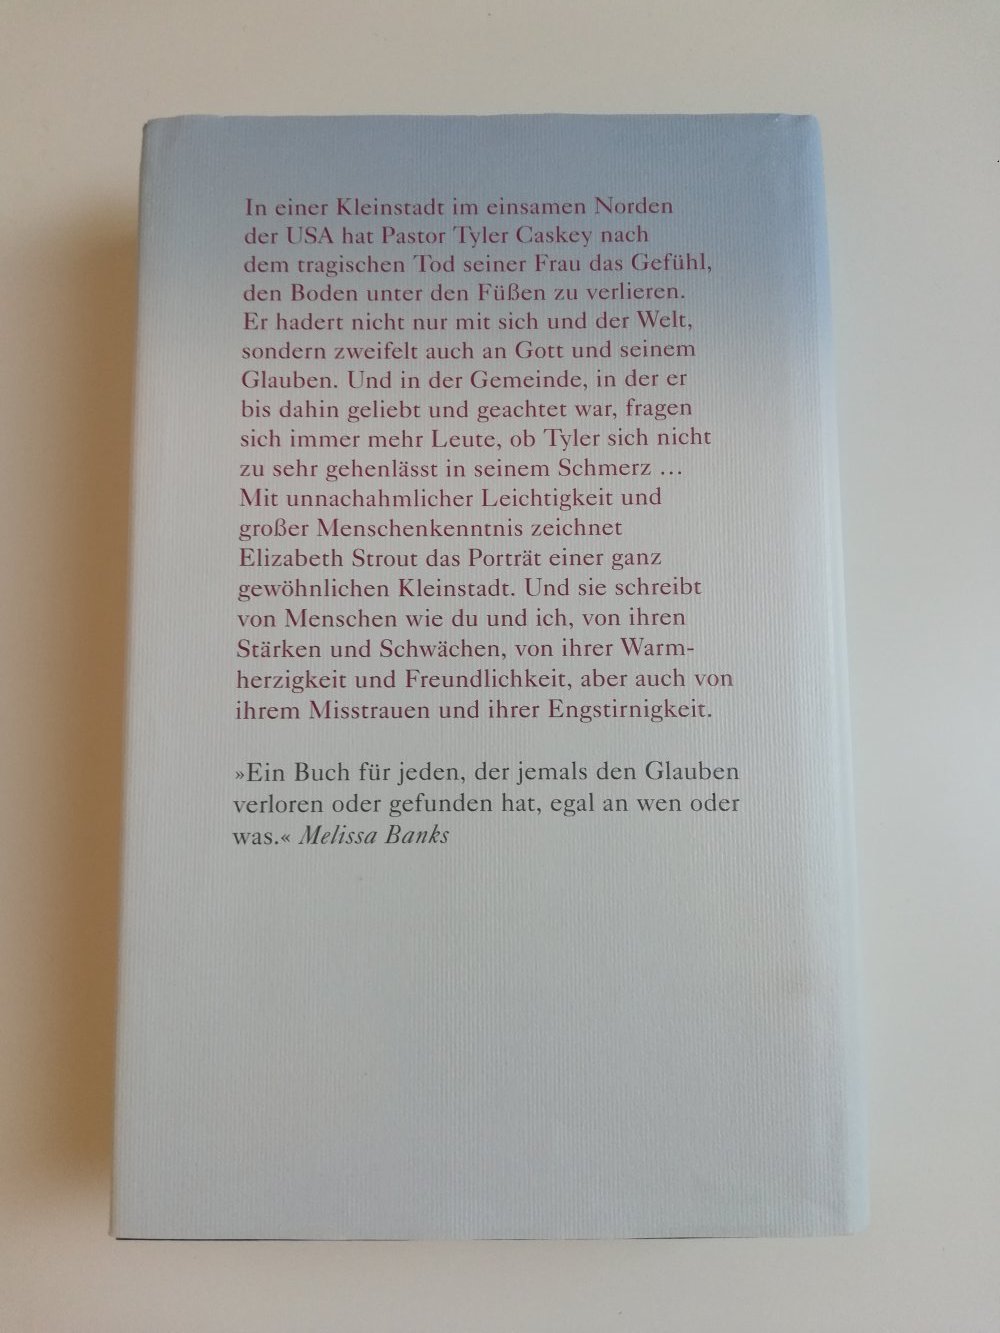 In einer Kleinstadt im einsamen Norden
der USA hat Pastor Tyler Caskey nach
dem tragischen Tod seiner Frau das Gefühl,
den Boden unter den Füßen zu verlieren.
Er hadert nicht nur mit sich und der Welt,
sondern zweifelt auch an Gott und seinem
Glauben. Und in der Gemeinde, in der er
bis dahin geliebt und geachtet war, fragen
sich immer mehr Leute, ob Tyler sich nicht
zu sehr gehenlässt in seinem Schmerz …
Mit unnachahmlicher Leichtigkeit und
großer Menschenkenntnis zeichnet
Elizabeth Strout das Porträt einer ganz
gewöhnlichen Kleinstadt. Und sie schreibt
von Menschen wie du und ich, von ihren
Stärken und Schwächen, von ihrer Warm-
herzigkeit und Freundlichkeit, aber auch von
ihrem Misstrauen und ihrer Engstirnigkeit.
»Ein Buch für jeden, der jemals den Glauben
verloren oder gefunden hat, egal an wen oder
was.« Melissa Banks